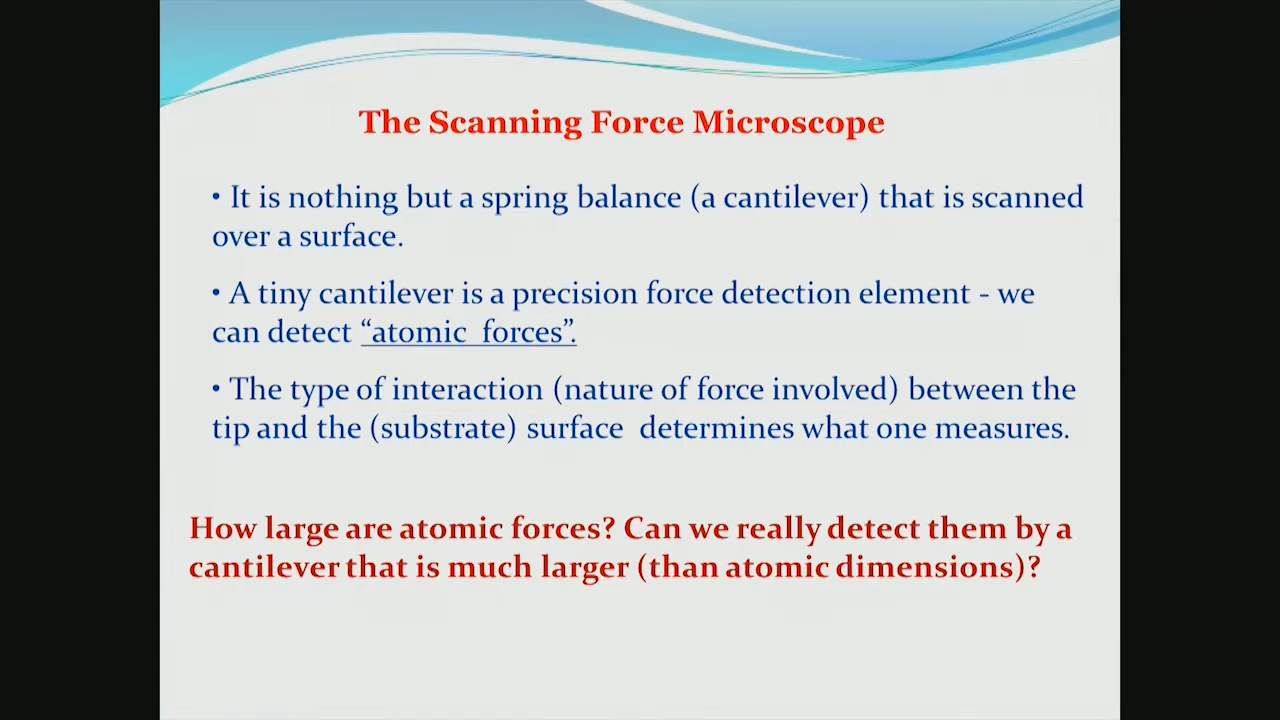 The Scanning Force Microscope
• It is nothing but a spring balance (a cantilever) that is scanned
over a surface.
• A tiny cantilever is a precision force detection element - we
can detect “atomic forces”.
• The type of interaction (nature of force involved) between the
tip and the (substrate) surface determines what one measures.
How large are atomic forces? Can we really detect them by a
cantilever that is much larger (than atomic dimensions)?